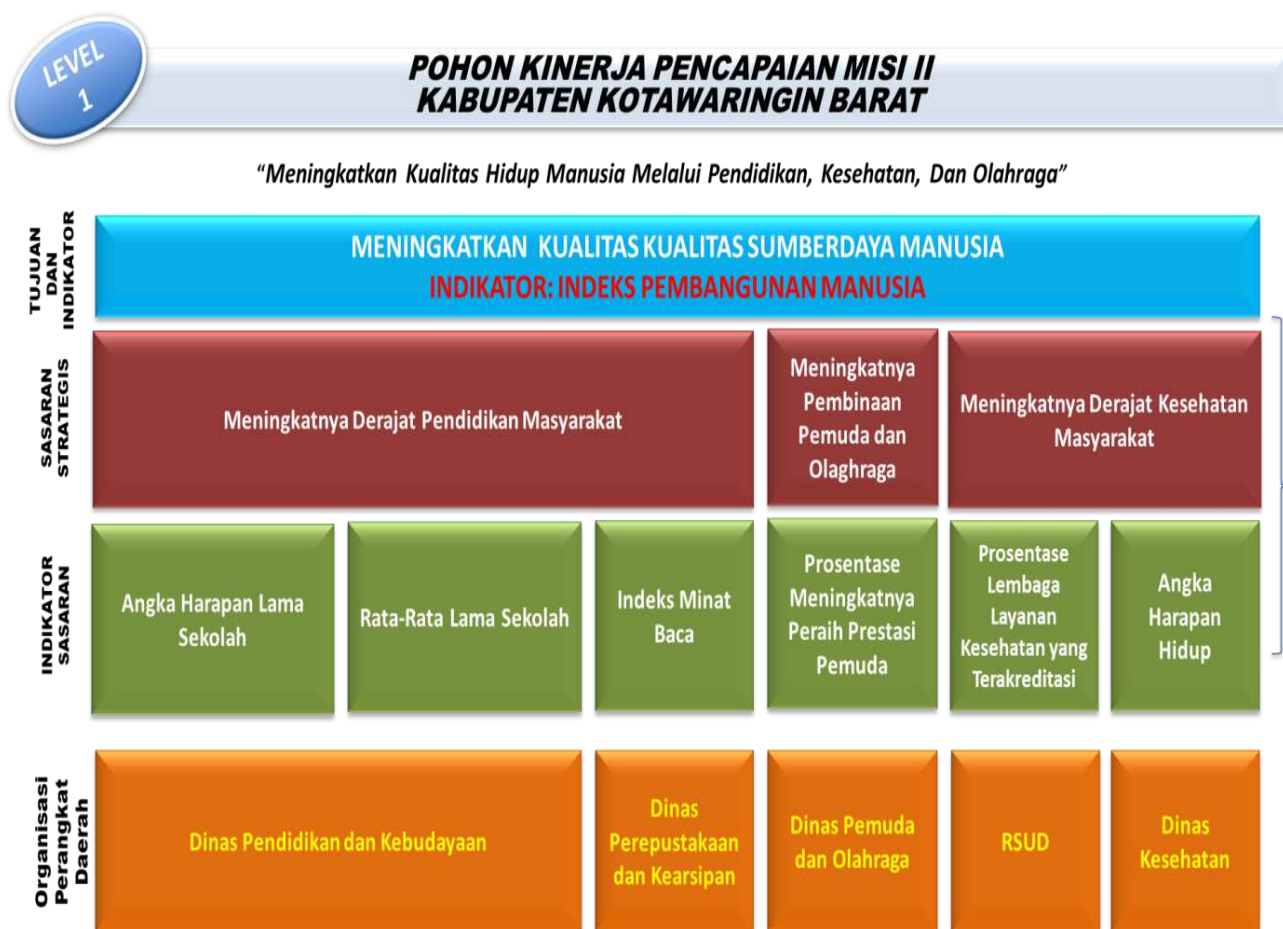 LEVEL
1
POHON KINERJA PENCAPAIAN MISI II
KABUPATEN KOTAWARINGIN BARAT
“Meningkatkan Kualitas Hidup Manusia Melalui Pendidikan, Kesehatan, Dan Olahraga”
TUJUAN
DAN
INDIKATOR
MENINGKATKAN KUALITAS KUALITAS SUMBERDAYA MANUSIA
INDIKATOR: INDEKS PEMBANGUNAN MANUSIA
SASARAN
STRATEGIS
Meningkatnya Derajat Pendidikan Masyarakat
Meningkatnya
Pembinaan
Pemuda dan
Olaghraga
Meningkatnya Derajat Kesehatan
Masyarakat
INDIKATOR
SASARAN
Angka Harapan Lama
Sekolah
Rata-Rata Lama Sekolah
Indeks Minat
Baca
Prosentase
Meningkatnya
Peraih Prestasi
Pemuda
Prosentase
Lembaga
Layanan
Kesehatan yang
Terakreditasi
Angka
Harapan
Hidup
Organisasi
Perangkat
Daerah
Dinas Pendidikan dan Kebudayaan
Dinas
Perepustakaan
dan Kearsipan
Dinas Pemuda
dan Olahraga
RSUD
Dinas
Kesehatan